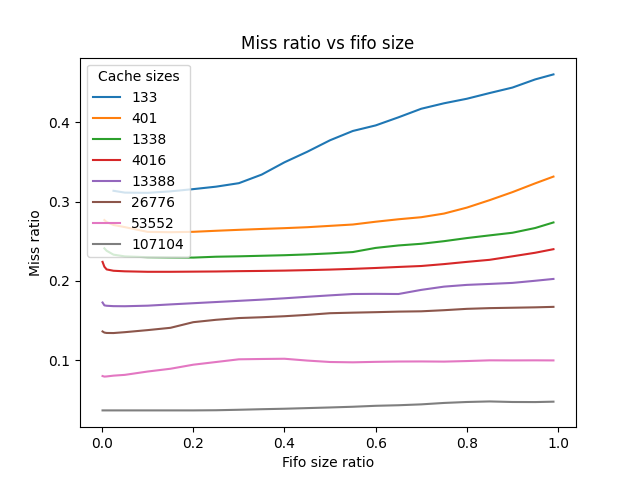 Miss ratio vs fifo size
Cache sizes
133
401
1338
4016
13388
26776
53552
107104
Miss ratio
0.4
0.3
0.2
0.1
0.0 0.2 0.4 0.6 0.8 1.0
Fifo size ratio